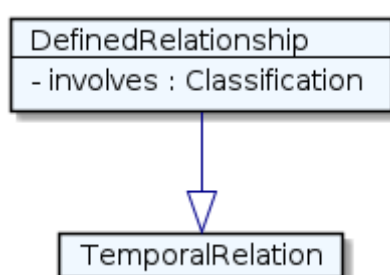 DefinedRelationship
- involves : Classification
TemporalRelation